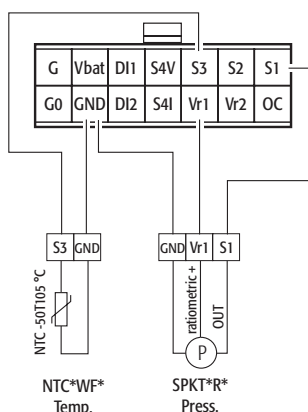 G Vbat DI1 S4V S3 S2 S1
G0 GND DI2 S4I Vr1 Vr2 OC
S3 GND GND Vr1 S1
NTC -50T105 °C
ratiometric +
OUT
P
NTC*WF* SPKT*R*
Temp. Press.